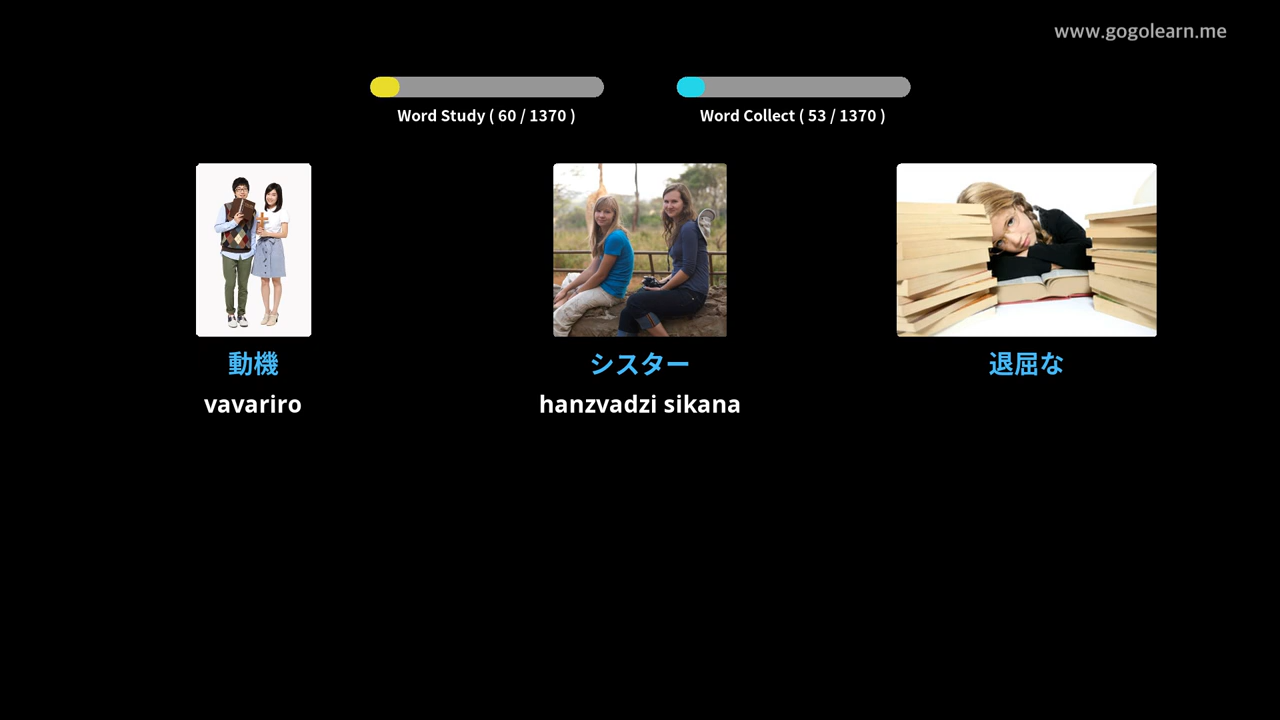 www.gogolearn.me
Word Study ( 60 / 1370 )
Word Collect ( 53 / 1370 )
動機
シスター
退屈な
vavariro
hanzvadzi sikana